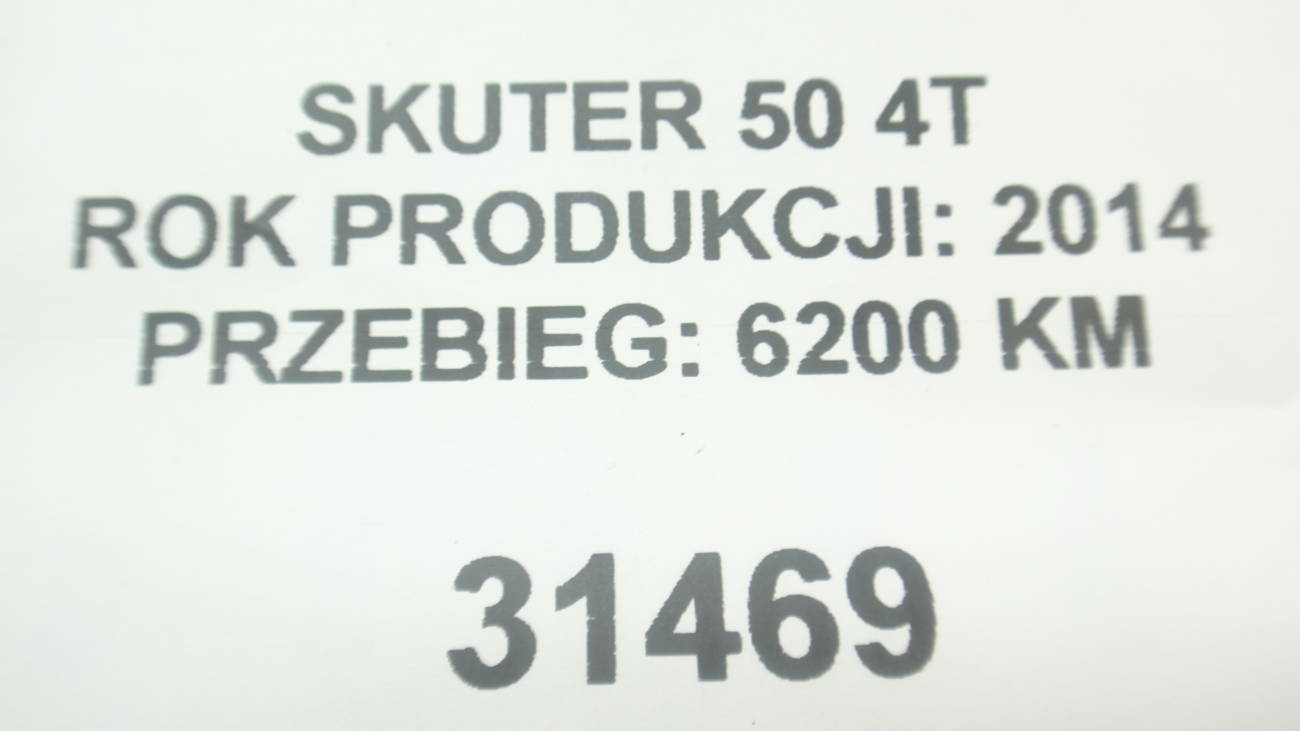 SKUTER 50 4T
ROK PRODUKCJI: 2014
PRZEBIEG: 6200 KM
31469